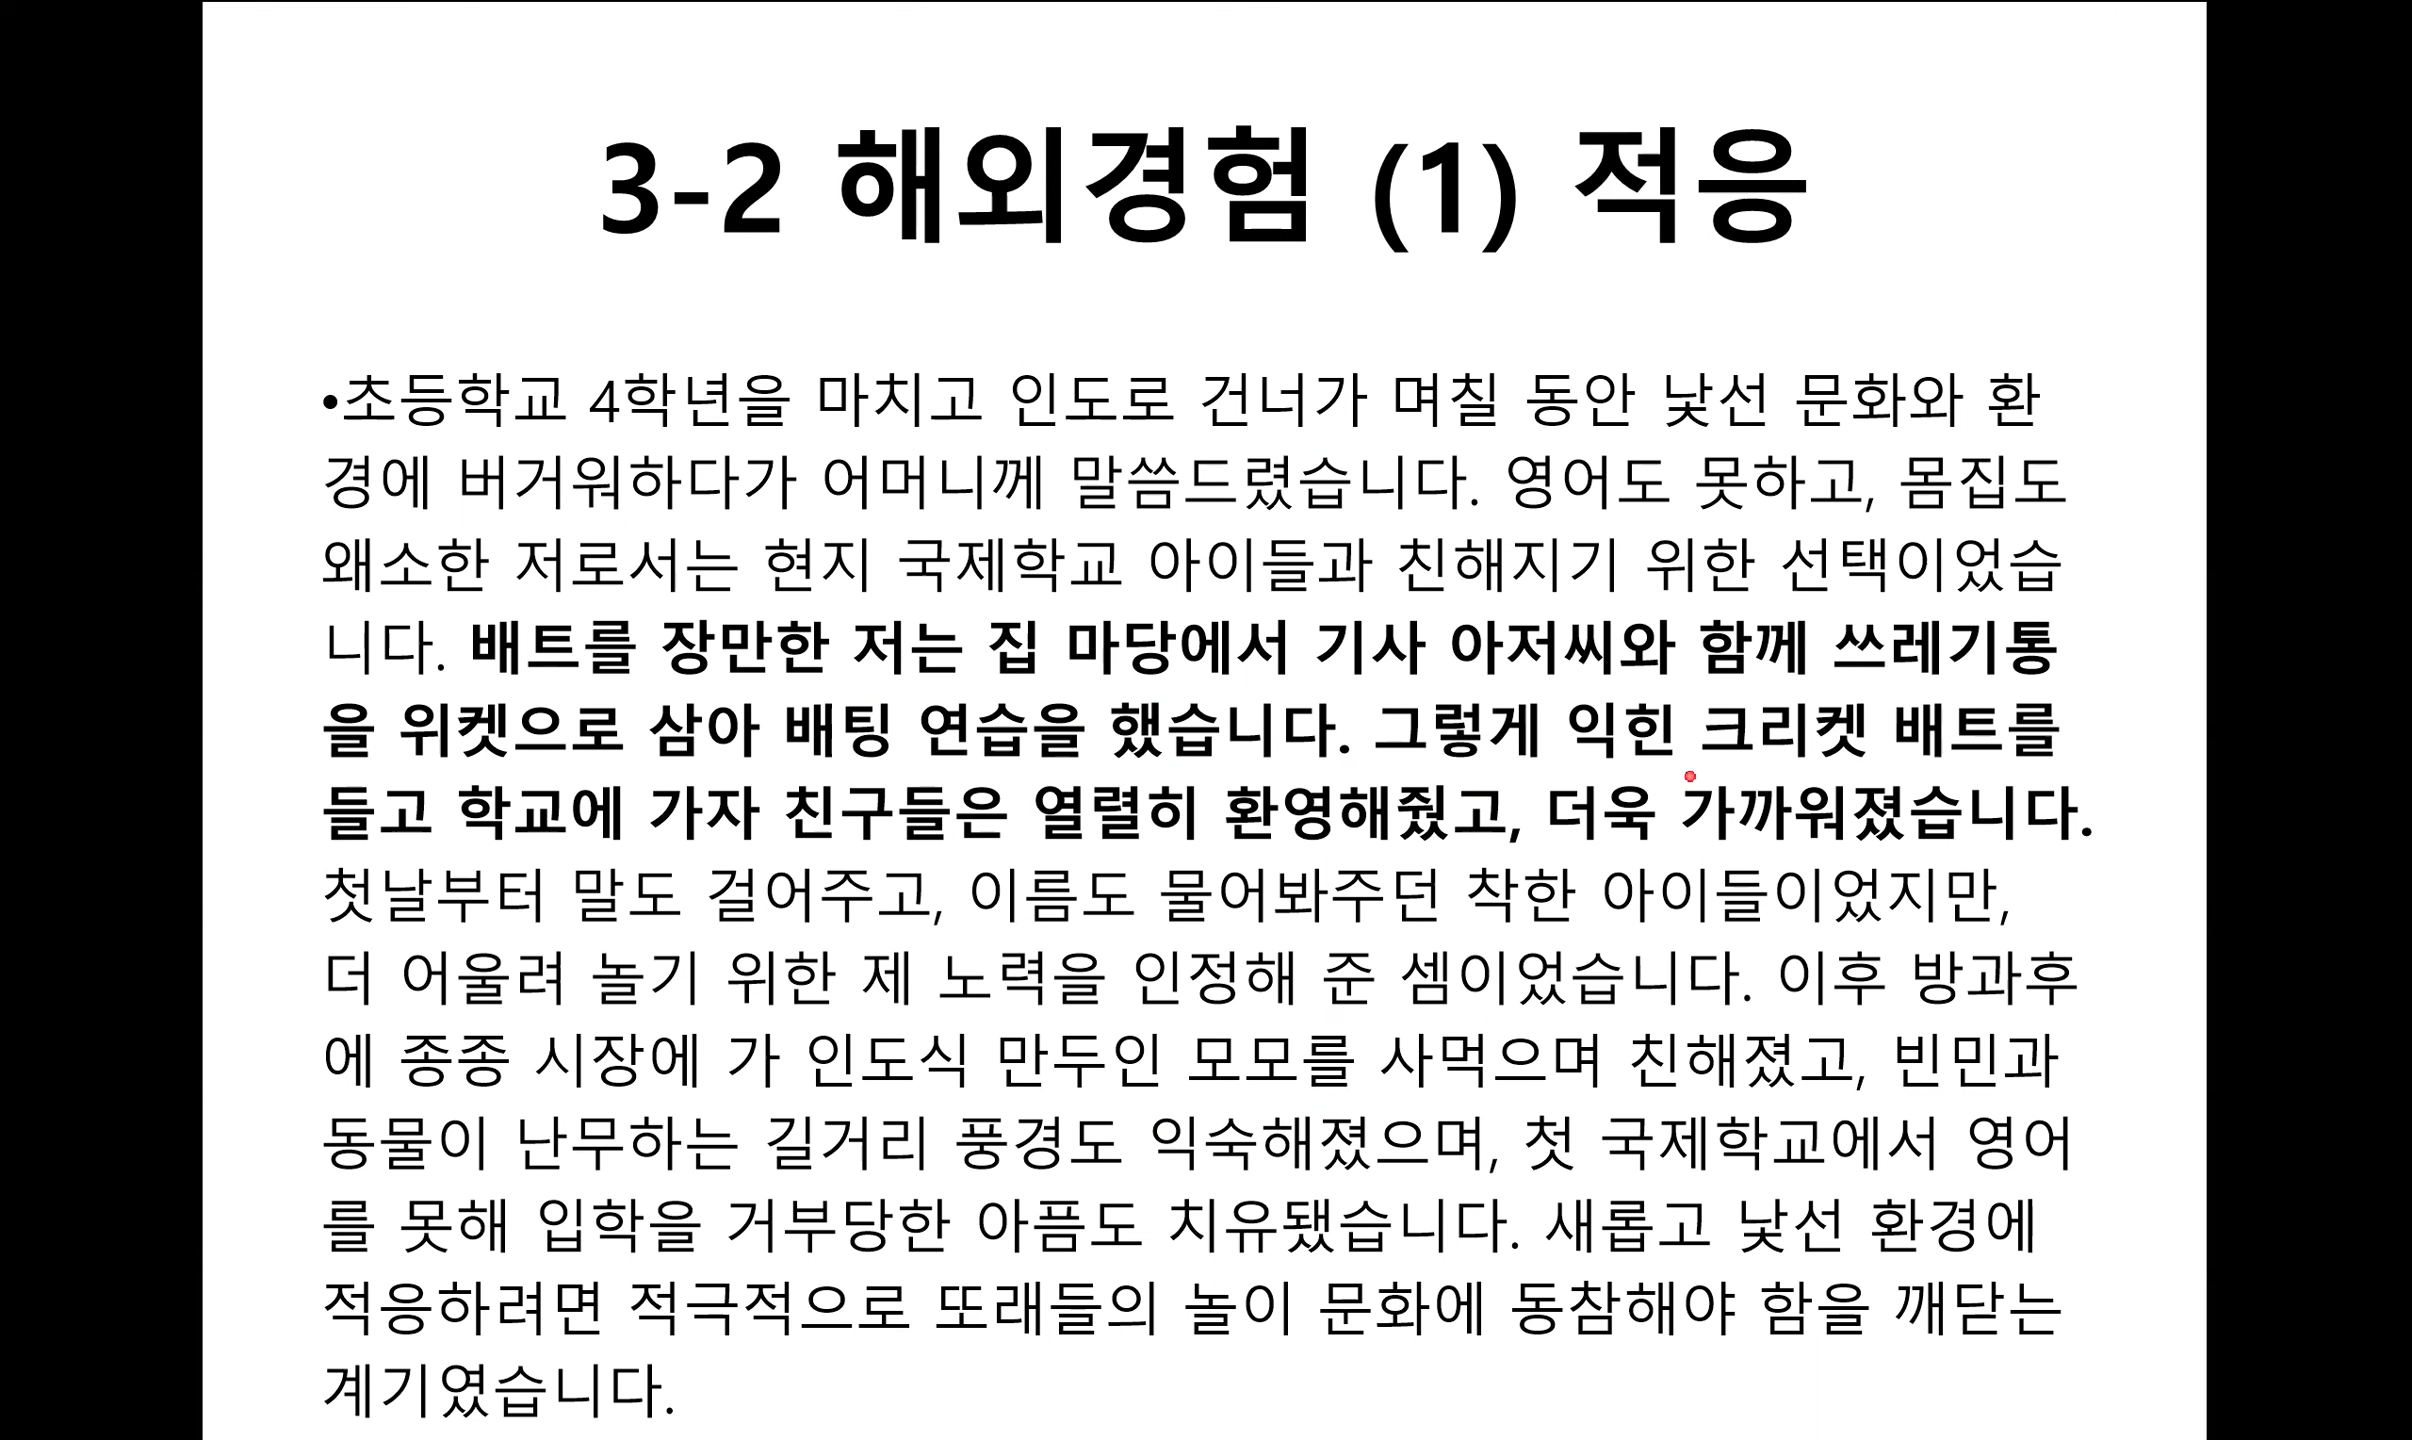 3-2 해외경험 (1) 적응
•초등학교 4학년을 마치고 인도로 건너가 며칠 동안 낯선 문화와 환
경에 버거워하다가 어머니께 말씀드렸습니다. 영어도 못하고, 몸집도
왜소한 저로서는 현지 국제학교 아이들과 친해지기 위한 선택이었습
니다. 배트를 장만한 저는 집 마당에서 기사 아저씨와 함께 쓰레기통
을 위켓으로 삼아 배팅 연습을 했습니다. 그렇게 익힌 크리켓 배트를
들고 학교에 가자 친구들은 열렬히 환영해줬고, 더욱 가까워졌습니다.
첫날부터 말도 걸어주고, 이름도 물어봐주던 착한 아이들이었지만,
더 어울려 놀기 위한 제 노력을 인정해 준 셈이었습니다. 이후 방과후
에 종종 시장에 가 인도식 만두인 모모를 사먹으며 친해졌고, 빈민과
동물이 난무하는 길거리 풍경도 익숙해졌으며, 첫 국제학교에서 영어
를 못해 입학을 거부당한 아픔도 치유됐습니다. 새롭고 낯선 환경에
적응하려면 적극적으로 또래들의 놀이 문화에 동참해야 함을 깨닫는
계기였습니다.